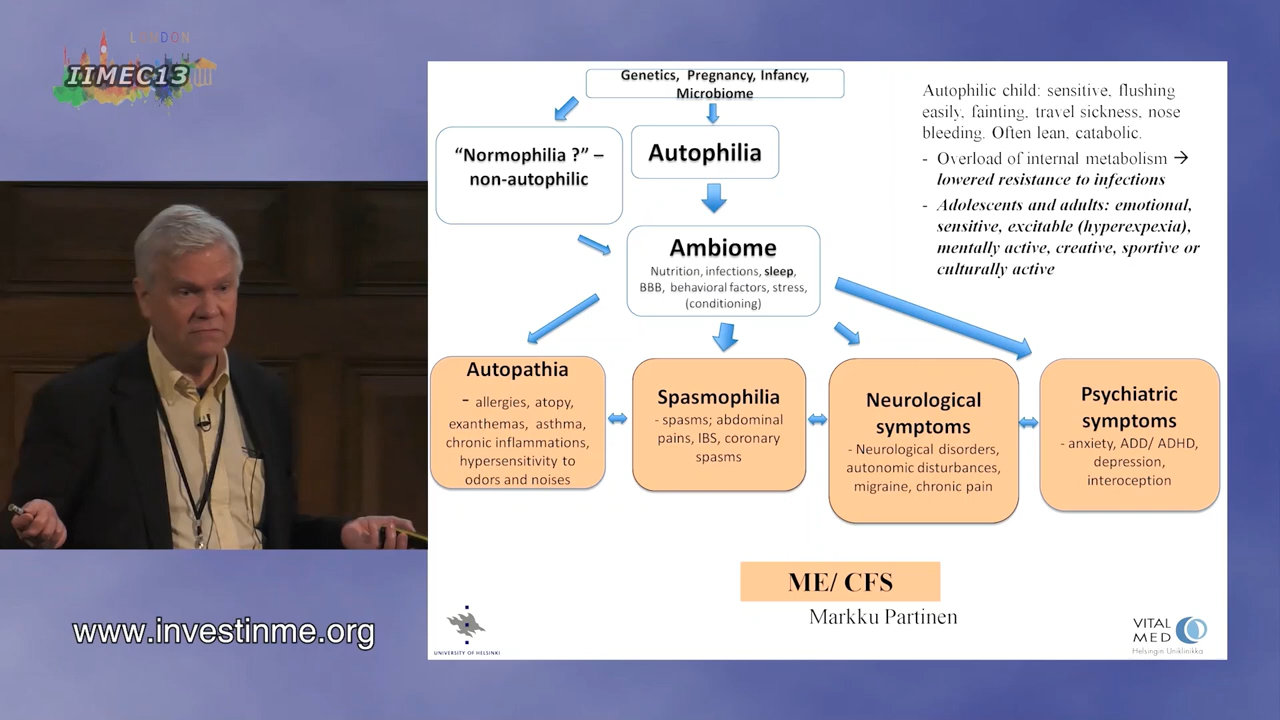 LONDON
IIMEC13
Genetics, Pregnancy, Infancy,
Microbiome
“Normophilia ?” –
non-autophilic
Autophilia
Ambiome
Nutrition, infections, sleep,
BBB, behavioral factors, stress,
(conditioning)
Autophilic child: sensitive, flushing
easily, fainting, travel sickness, nose
bleeding. Often lean, catabolic.
- Overload of internal metabolism →
lowered resistance to infections
- Adolescents and adults: emotional,
sensitive, excitable (hyperexpexia),
mentally active, creative, sportive or
culturally active
Autopathia
- allergies, atopy,
exanthemas, asthma,
chronic inflammations,
hypersensitivity to
odors and noises
Spasmophilia
- spasms; abdominal
pains, IBS, coronary
spasms
Neurological
symptoms
- Neurological disorders,
autonomic disturbances,
migraine, chronic pain
Psychiatric
symptoms
- anxiety, ADD/ ADHD,
depression,
interoception
ME/ CFS
Markku Partinen
UNIVERSITY OF HELSINKI
VITAL
MED
Helsingin Uniklinikka
www.investinme.org